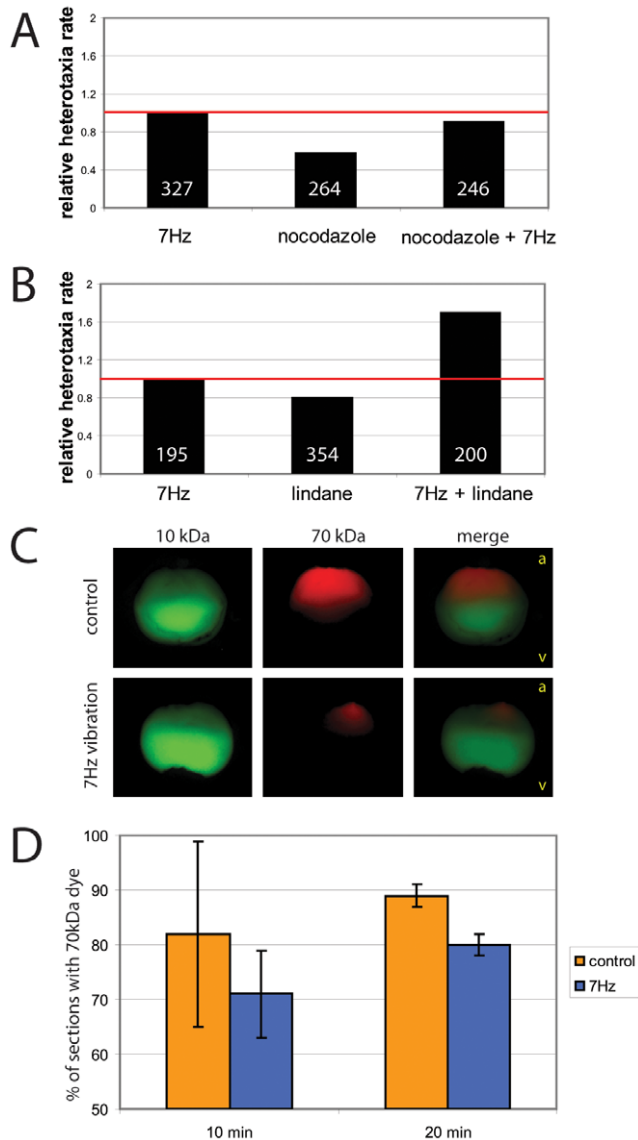 A
relative heterotaxia rate
2
1.6
1.2
0.8
0.4
0
327
264
246
7Hz
nocodazole
nocodazole + 7Hz
B
relative heterotaxia rate
2
1.6
1.2
0.8
0.4
0
195
354
200
7Hz
lindane
7Hz + lindane
C
10 kDa
70 kDa
merge
control
a
v
7Hz vibration
a
v
D
% of sections with 70kDa dye
100
90
80
70
60
50
10 min
20 min
control
7Hz